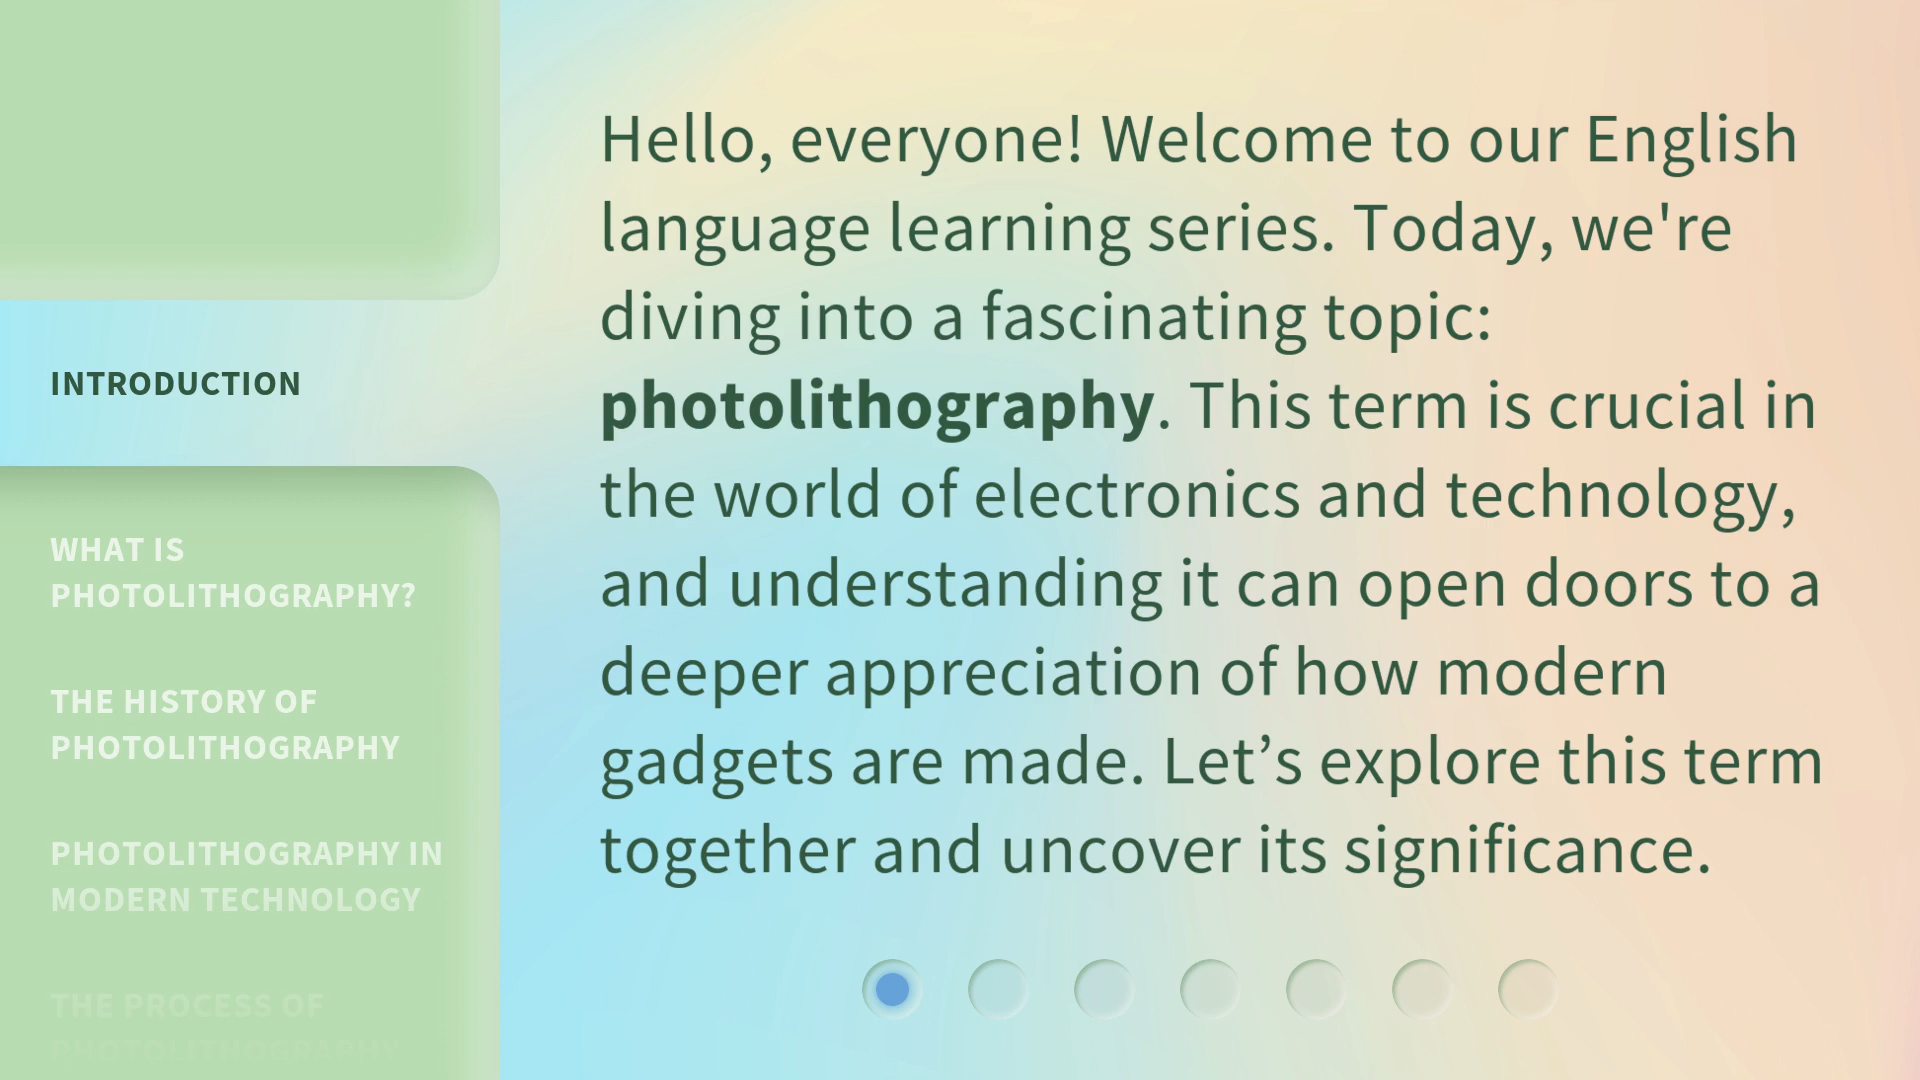 INTRODUCTION
WHAT IS
PHOTOLITHOGRAPHY?
THE HISTORY OF
PHOTOLITHOGRAPHY
PHOTOLITHOGRAPHY IN
MODERN TECHNOLOGY
THE PROCESS OF
PHOTOLITHOGRAPHY
Hello, everyone! Welcome to our English
language learning series. Today, we're
diving into a fascinating topic:
photolithography. This term is crucial in
the world of electronics and technology,
and understanding it can open doors to a
deeper appreciation of how modern
gadgets are made. Let’s explore this term
together and uncover its significance.